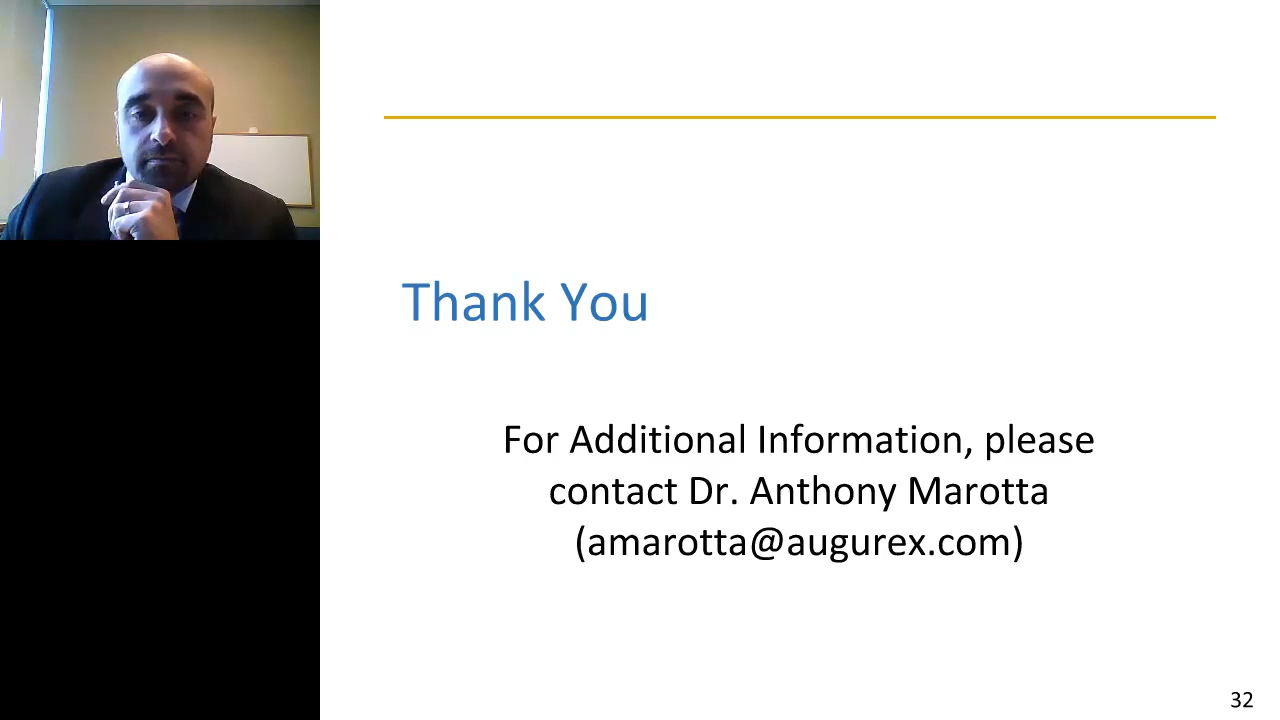 Thank You
For Additional Information, please
contact Dr. Anthony Marotta
(amarotta@augurex.com)
32